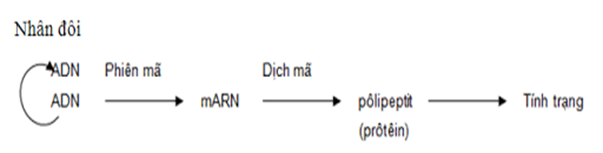 Nhân đôi
ADN Phiên mã Dịch mã
ADN mARN pôlipeptit Tính trạng
(prôtêin)